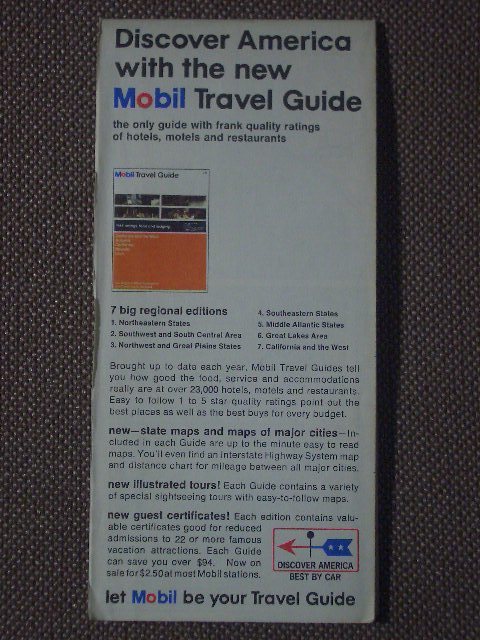 Discover America
with the new
Mobil Travel Guide
the only guide with frank quality ratings
of hotels, motels and restaurants
Mobil Travel Guide
7 big regional editions
1. Northeastern States
2. Southwest and South Central Area
3. Northwest and Great Plains States
4. Southeastern States
5. Middle Atlantic States
6. Great Lakes Area
7. California and the West
Brought up to date each year, Mobil Travel Guides tell
you how good the food, service and accommodations
really are at over 23,000 hotels, motels and restaurants.
Easy to follow 1 to 5 star quality ratings point out the
best places as well as the best buys for every budget.
new—state maps and maps of major cities—In-
cluded in each Guide are up to the minute easy to read
maps. You'll even find an Interstate Highway System map
and distance chart for mileage between all major cities.
new illustrated tours! Each Guide contains a variety
of special sightseeing tours with easy-to-follow maps.
new guest certificates! Each edition contains valu-
able certificates good for reduced
admissions to 22 or more famous
vacation attractions. Each Guide
can save you over $94. Now on
sale for $2.50 at most Mobil stations.
DISCOVER AMERICA
BEST BY CAR
let Mobil be your Travel Guide